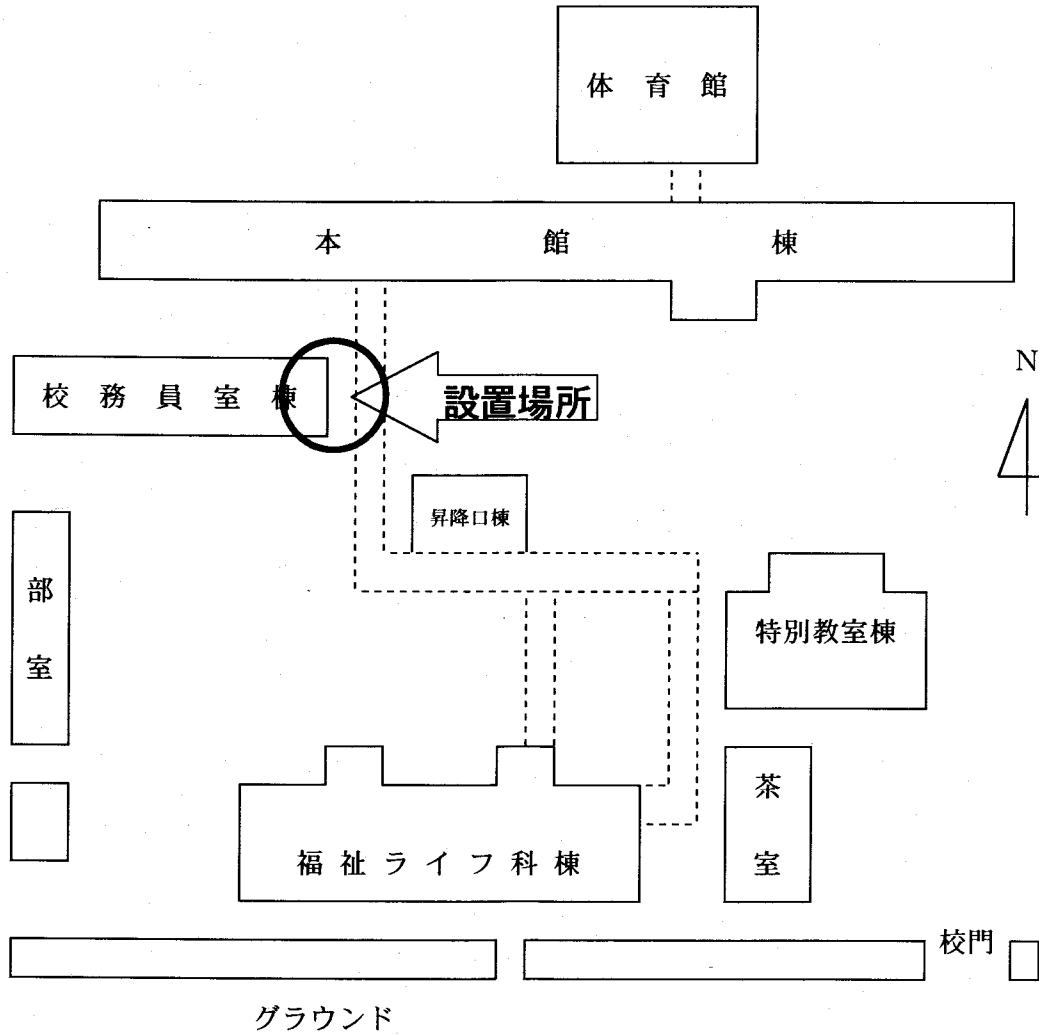 体育館
本館棟
N
校務員室棟
設置場所
昇降口棟
部室
特別教室棟
茶室
福祉ライフ科棟
校門
グラウンド